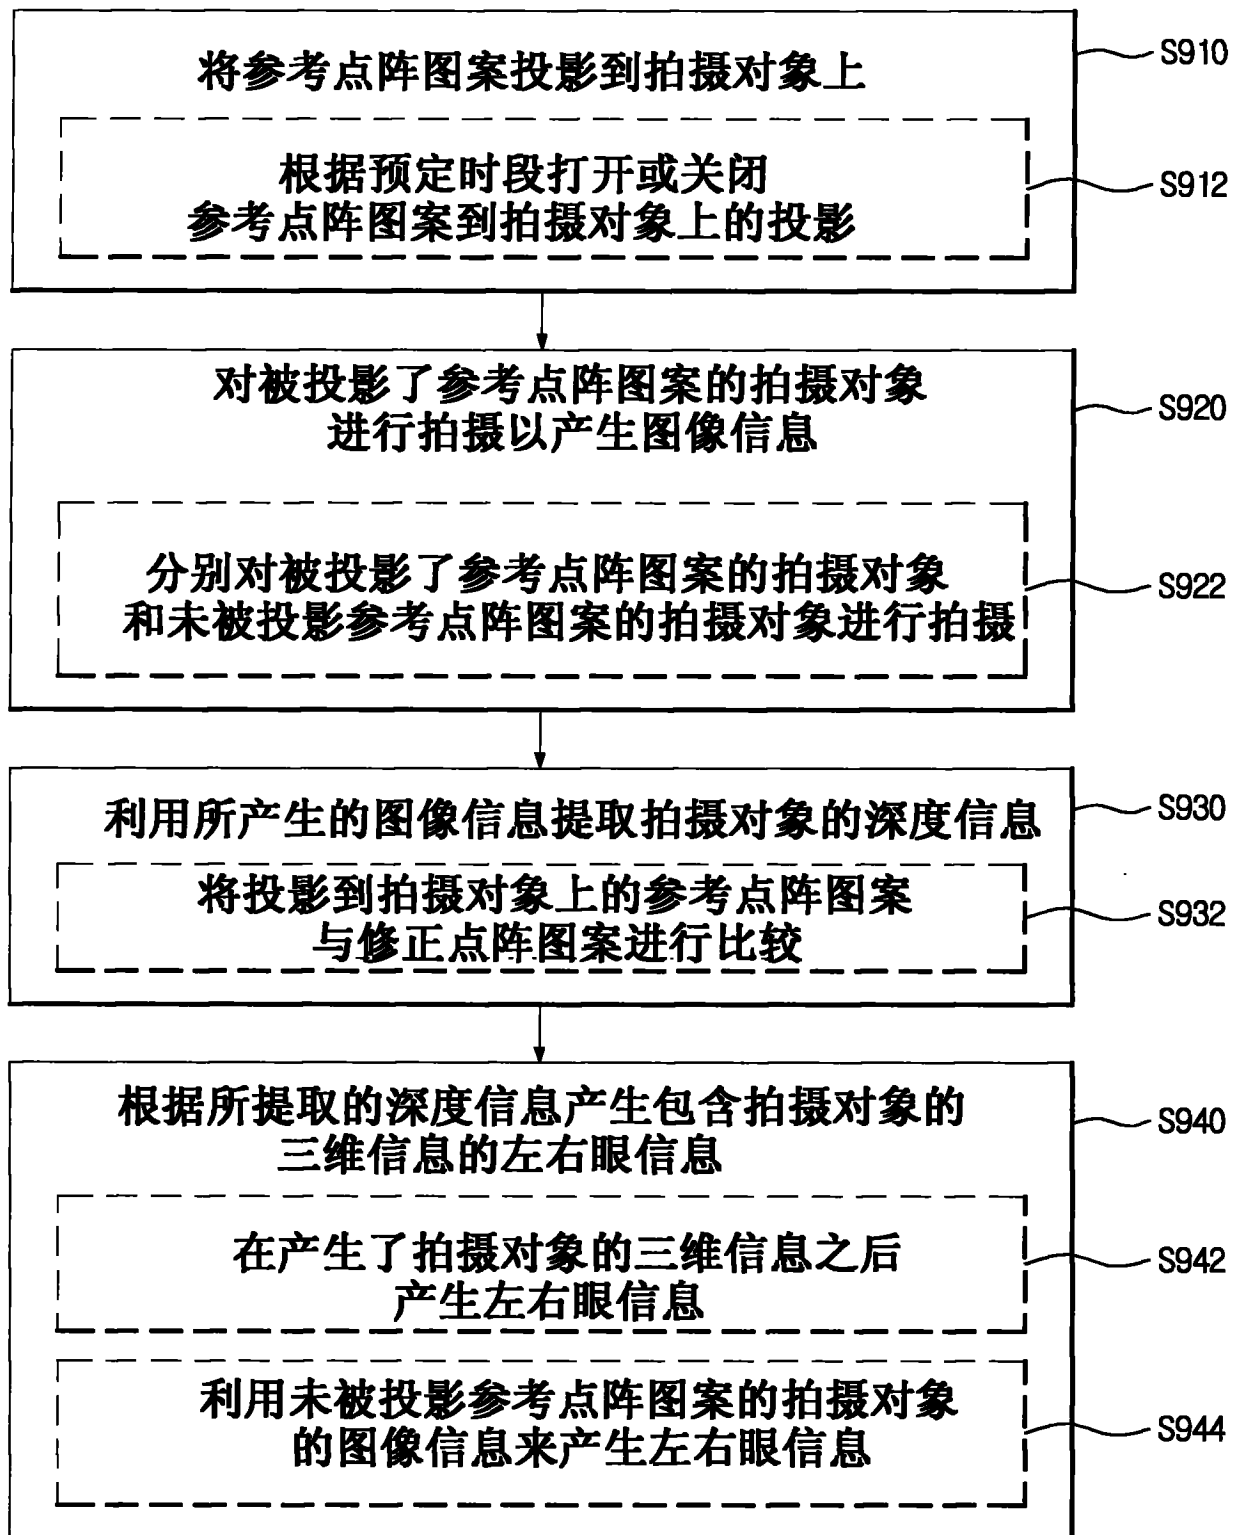 将参考点阵图案投影到拍摄对象上
S910
根据预定时段打开或关闭
参考点阵图案到拍摄对象上的投影
S912
对被投影了参考点阵图案的拍摄对象
进行拍摄以产生图像信息
S920
分别对被投影了参考点阵图案的拍摄对象
和未被投影参考点阵图案的拍摄对象进行拍摄
S922
利用所产生的图像信息提取拍摄对象的深度信息
S930
将投影到拍摄对象上的参考点阵图案
与修正点阵图案进行比较
S932
根据所提取的深度信息产生包含拍摄对象的
三维信息的左右眼信息
S940
在产生了拍摄对象的三维信息之后
产生左右眼信息
S942
利用未被投影参考点阵图案的拍摄对象
的图像信息来产生左右眼信息
S944